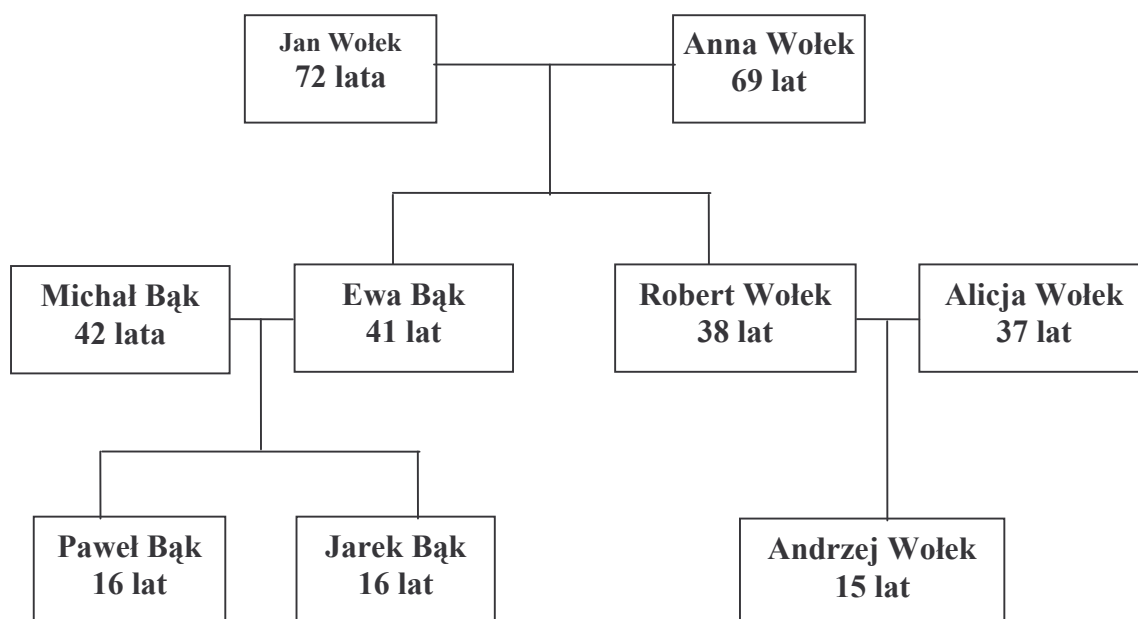 Jan Wołek
72 lata
Anna Wołek
69 lat
Michał Bąk
42 lata
Ewa Bąk
41 lat
Robert Wołek
38 lat
Alicja Wołek
37 lat
Paweł Bąk
16 lat
Jarek Bąk
16 lat
Andrzej Wołek
15 lat